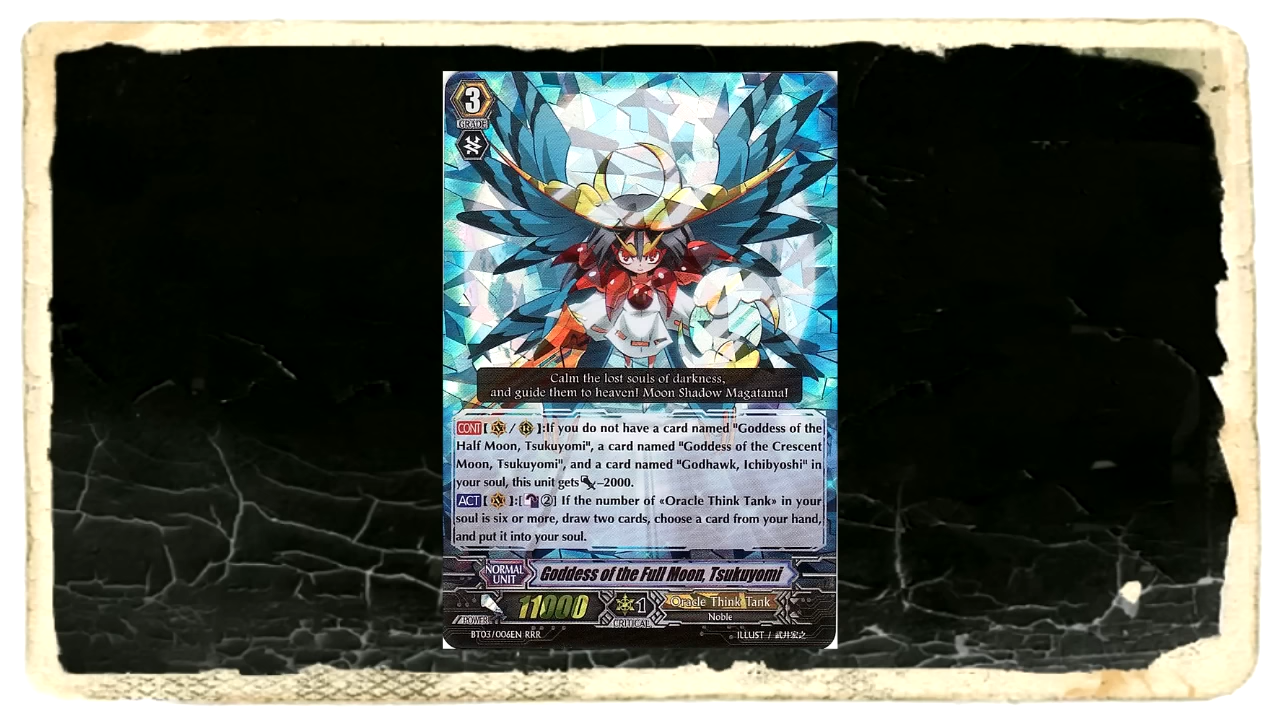 3
GRADE
Calm the lost souls of darkness,
and guide them to heaven! Moon Shadow Magatama!
CONT【 / 】:If you do not have a card named "Goddess of the
Half Moon, Tsukuyomi", a card named "Goddess of the Crescent
Moon, Tsukuyomi", and a card named "Godhawk, Ichibyoshi" in
your soul, this unit gets -2000.
ACT【 】:[ ②] If the number of «Oracle Think Tank» in your
soul is six or more, draw two cards, choose a card from your hand,
and put it into your soul.
NORMAL
UNIT
Goddess of the Full Moon, Tsukuyomi
POWER
11000
1
CRITICAL
Oracle Think Tank
Noble
BT03/006EN RRR
ILLUST / 武井宏之